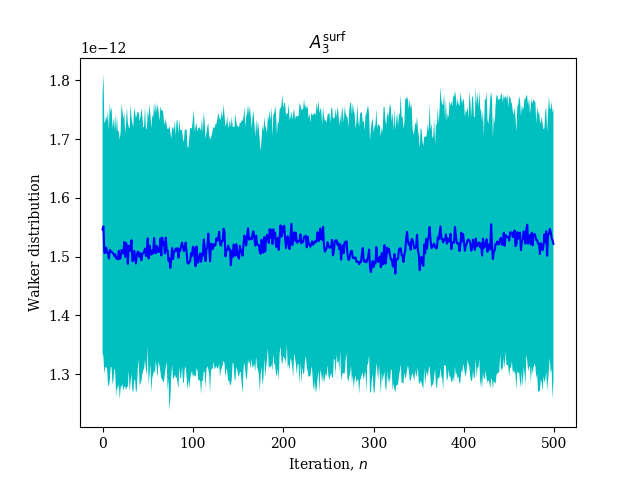 $A_3^{\mathrm{surf}}$
1e−12
1.8
1.7
1.6
1.5
1.4
1.3
Walker distribution
0 100 200 300 400 500
Iteration, $n$